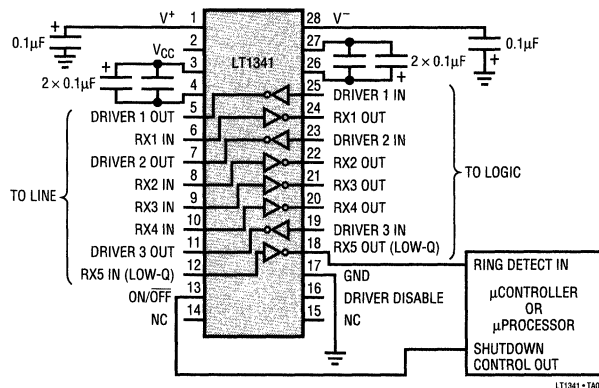 V+ 1 28 V−
0.1µF 2 27 0.1µF
VCC 3 LT1341 26
2 × 0.1µF 4 25 DRIVER 1 IN 2 × 0.1µF
DRIVER 1 OUT 5 24 RX1 OUT
RX1 IN 6 23 DRIVER 2 IN
DRIVER 2 OUT 7 22 RX2 OUT
TO LINE RX2 IN 8 21 RX3 OUT TO LOGIC
RX3 IN 9 20 RX4 OUT
RX4 IN 10 19 DRIVER 3 IN
DRIVER 3 OUT 11 18 RX5 OUT (LOW-Q)
RX5 IN (LOW-Q) 12 17 GND
ON/OFF 13 16 DRIVER DISABLE
NC 14 15 NC
RING DETECT IN
µCONTROLLER
OR
µPROCESSOR
SHUTDOWN
CONTROL OUT
LT1341 • TA0